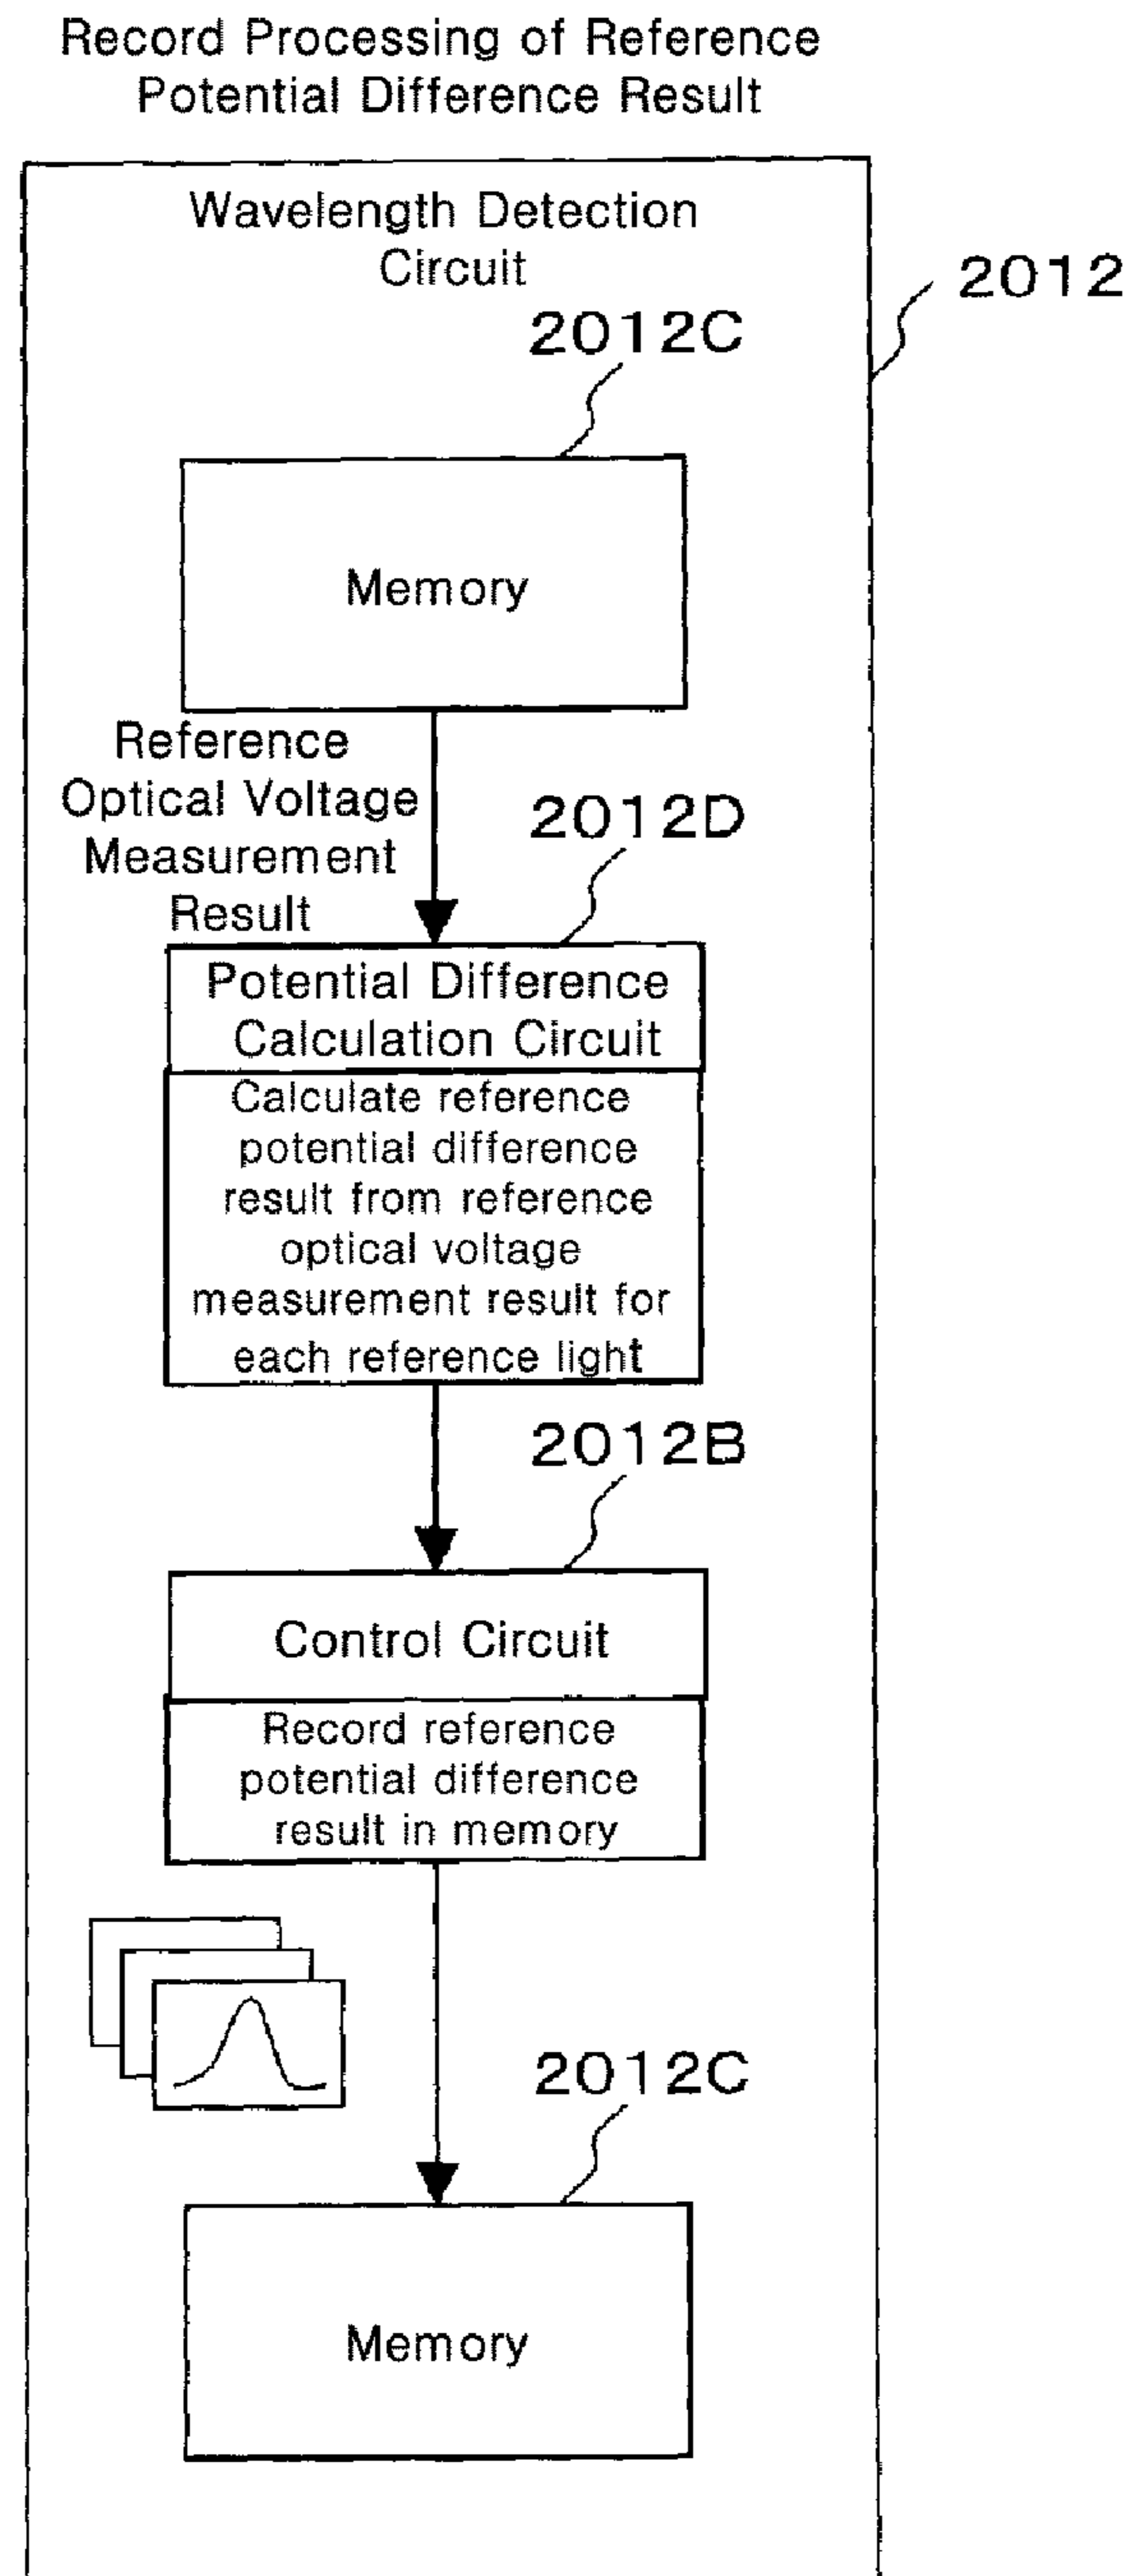 Record Processing of Reference
Potential Difference Result
Wavelength Detection
Circuit
2012
2012C
Memory
Reference
Optical Voltage
Measurement
Result
2012D
Potential Difference
Calculation Circuit
Calculate reference
potential difference
result from reference
optical voltage
measurement result for
each reference light
2012B
Control Circuit
Record reference
potential difference
result in memory
2012C
Memory